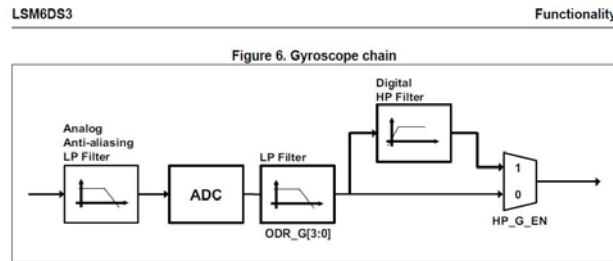 LSM6DS3
Functionality
Figure 6. Gyroscope chain
Digital
HP Filter
Analog
Anti-aliasing
LP Filter
ADC
LP Filter
1
0
ODR_G[3:0]
HP_G_EN